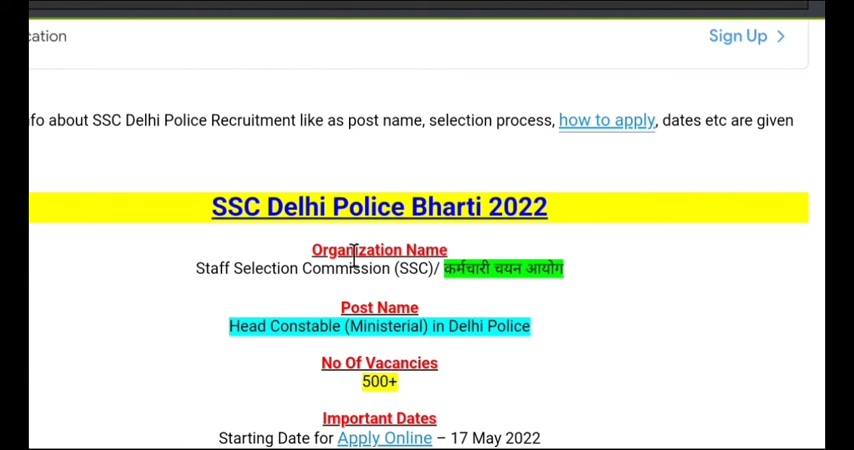 cation
Sign Up
fo about SSC Delhi Police Recruitment like as post name, selection process, how to apply, dates etc are given
SSC Delhi Police Bharti 2022
Organization Name
Staff Selection Commission (SSC)/ कर्मचारी चयन आयोग
Post Name
Head Constable (Ministerial) in Delhi Police
No Of Vacancies
500+
Important Dates
Starting Date for Apply Online – 17 May 2022